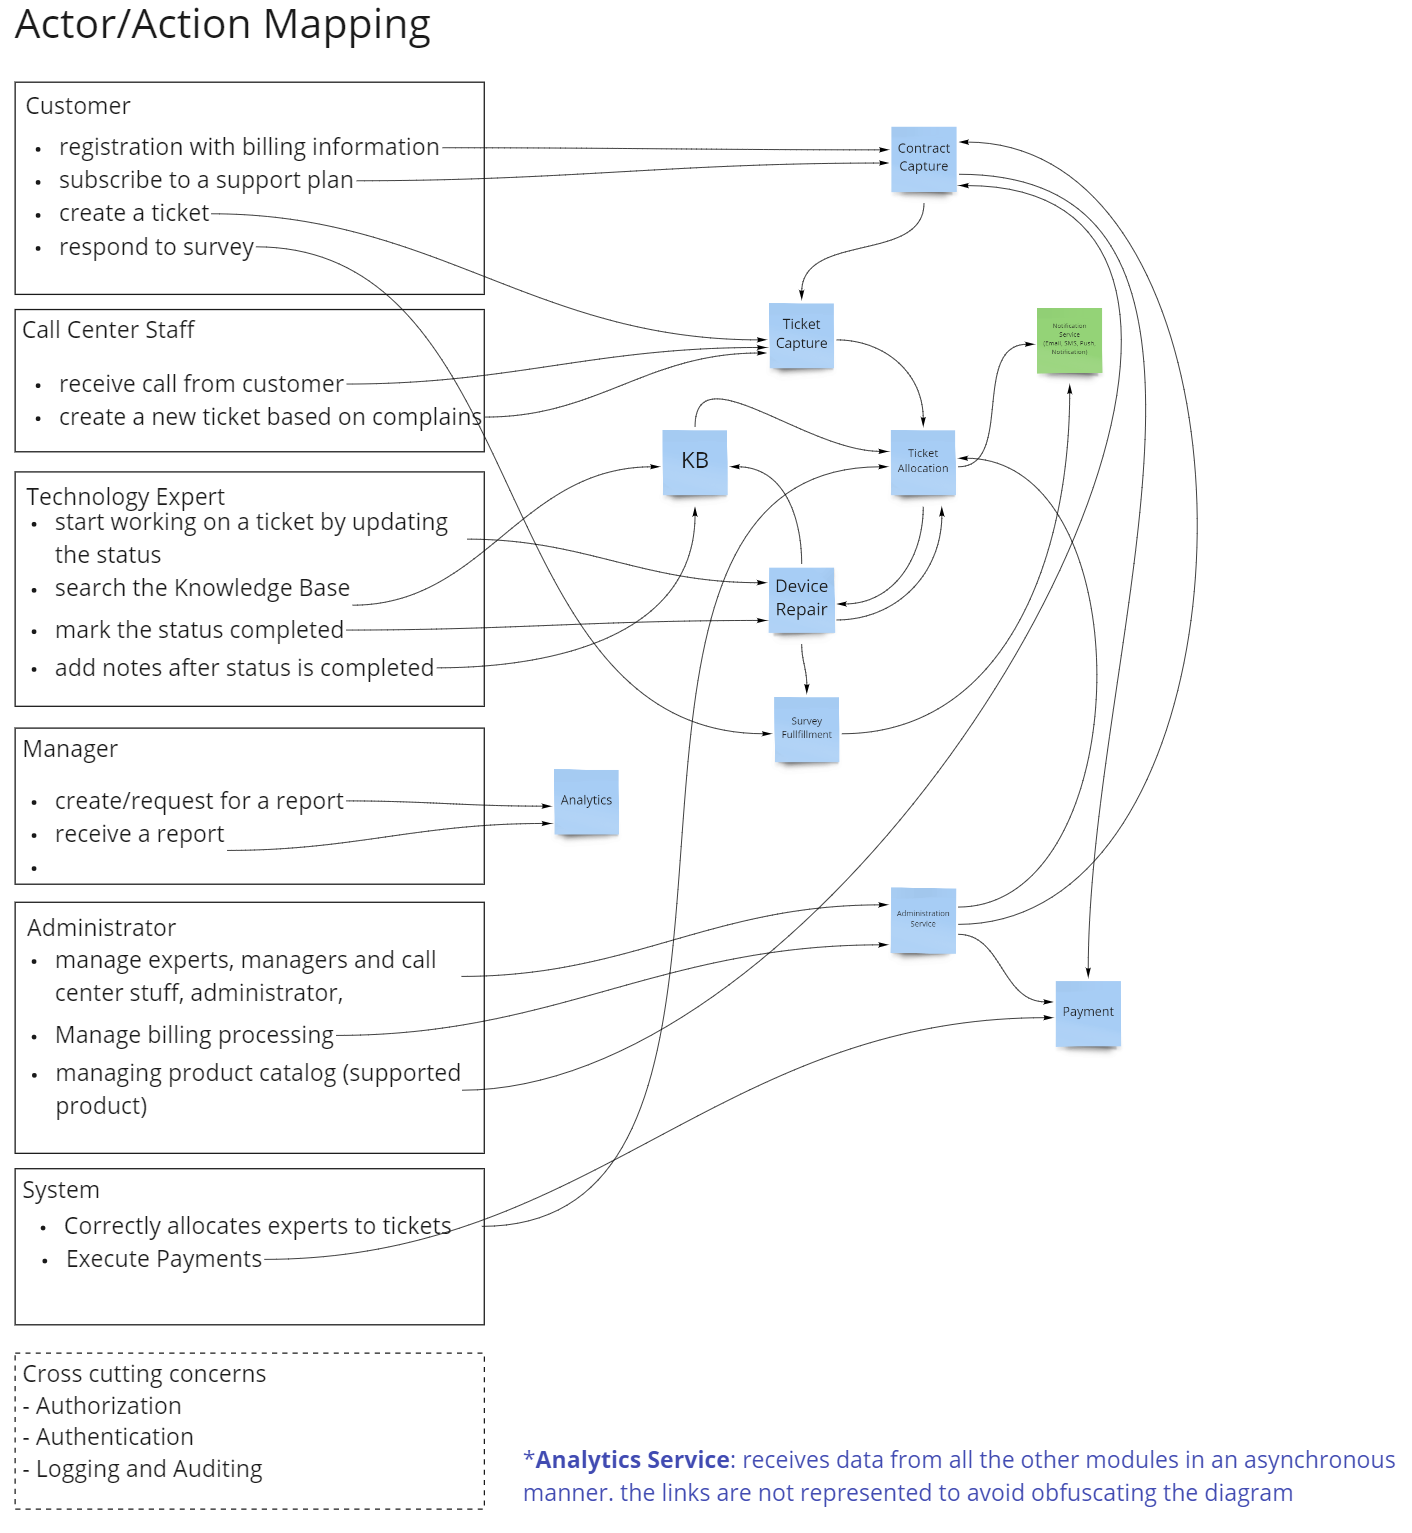 Actor/Action Mapping
Customer
• registration with billing information
• subscribe to a support plan
• create a ticket
• respond to survey
Call Center Staff
• receive call from customer
• create a new ticket based on complains
Technology Expert
• start working on a ticket by updating
the status
• search the Knowledge Base
• mark the status completed
• add notes after status is completed
Manager
• create/request for a report
• receive a report
•
Administrator
• manage experts, managers and call
center stuff, administrator,
• Manage billing processing
• managing product catalog (supported
product)
System
• Correctly allocates experts to tickets
• Execute Payments
Cross cutting concerns
- Authorization
- Authentication
- Logging and Auditing
Contract
Capture
Ticket
Capture
Notification
Service
(Email, SMS, Push
Notification)
KB
Ticket
Allocation
Device
Repair
Survey
Fullfillment
Analytics
Administration
Service
Payment
*Analytics Service: receives data from all the other modules in an asynchronous
manner. the links are not represented to avoid obfuscating the diagram